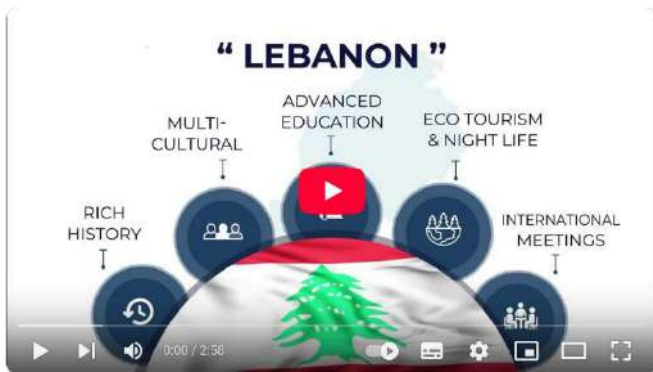 “ LEBANON ”
ADVANCED
EDUCATION
MULTI-
CULTURAL
ECO TOURISM
& NIGHT LIFE
RICH
HISTORY
INTERNATIONAL
MEETINGS
0:00 / 2:56